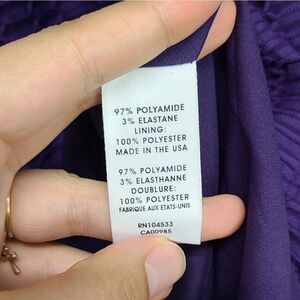 97% POLYAMIDE
3% ELASTANE
LINING:
100% POLYESTER
MADE IN THE USA
97% POLYAMIDE
3% ELASTHANNE
DOUBLURE:
100% POLYESTER
FABRIQUE AUX ETATS-UNIS
RN104533
CA00985